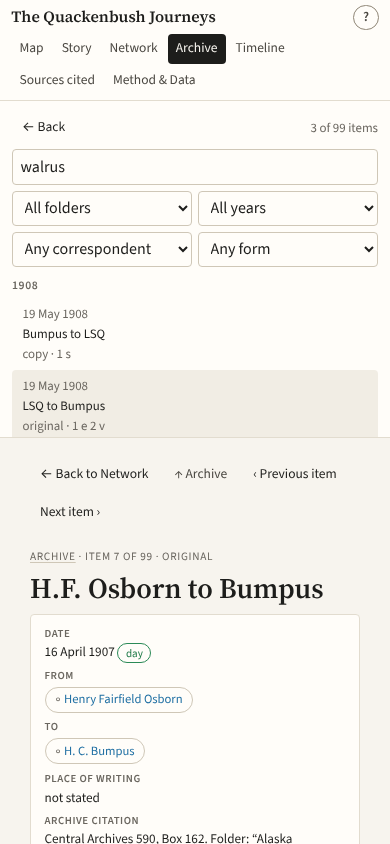 The Quackenbush Journeys
?
Map Story Network Archive Timeline
Sources cited Method & Data
← Back
3 of 99 items
walrus
All folders All years
Any correspondent Any form
1908
19 May 1908
Bumpus to LSQ
copy · 1 s
19 May 1908
LSQ to Bumpus
original · 1 e 2 v
← Back to Network ↑ Archive ‹ Previous item
Next item ›
ARCHIVE · ITEM 7 OF 99 · ORIGINAL
H.F. Osborn to Bumpus
DATE
16 April 1907 day
FROM
Henry Fairfield Osborn
TO
H. C. Bumpus
PLACE OF WRITING
not stated
ARCHIVE CITATION
Central Archives 590, Box 162. Folder: “Alaska